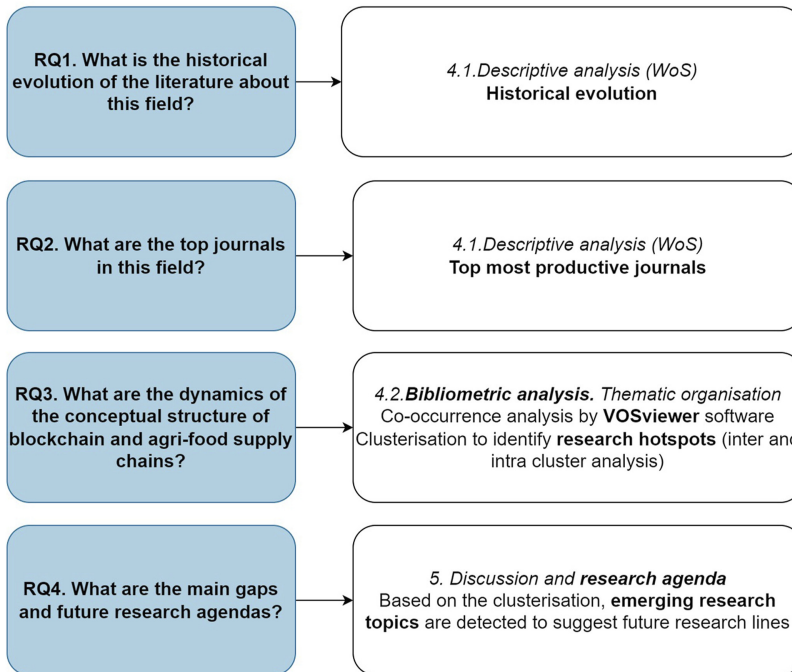 RQ1. What is the historical
evolution of the literature about
this field?
4.1.Descriptive analysis (WoS)
Historical evolution
RQ2. What are the top journals
in this field?
4.1.Descriptive analysis (WoS)
Top most productive journals
RQ3. What are the dynamics of
the conceptual structure of
blockchain and agri-food supply
chains?
4.2.Bibliometric analysis. Thematic organisation
Co-occurrence analysis by VOSviewer software
Clusterisation to identify research hotspots (inter and
intra cluster analysis)
RQ4. What are the main gaps
and future research agendas?
5. Discussion and research agenda
Based on the clusterisation, emerging research
topics are detected to suggest future research lines